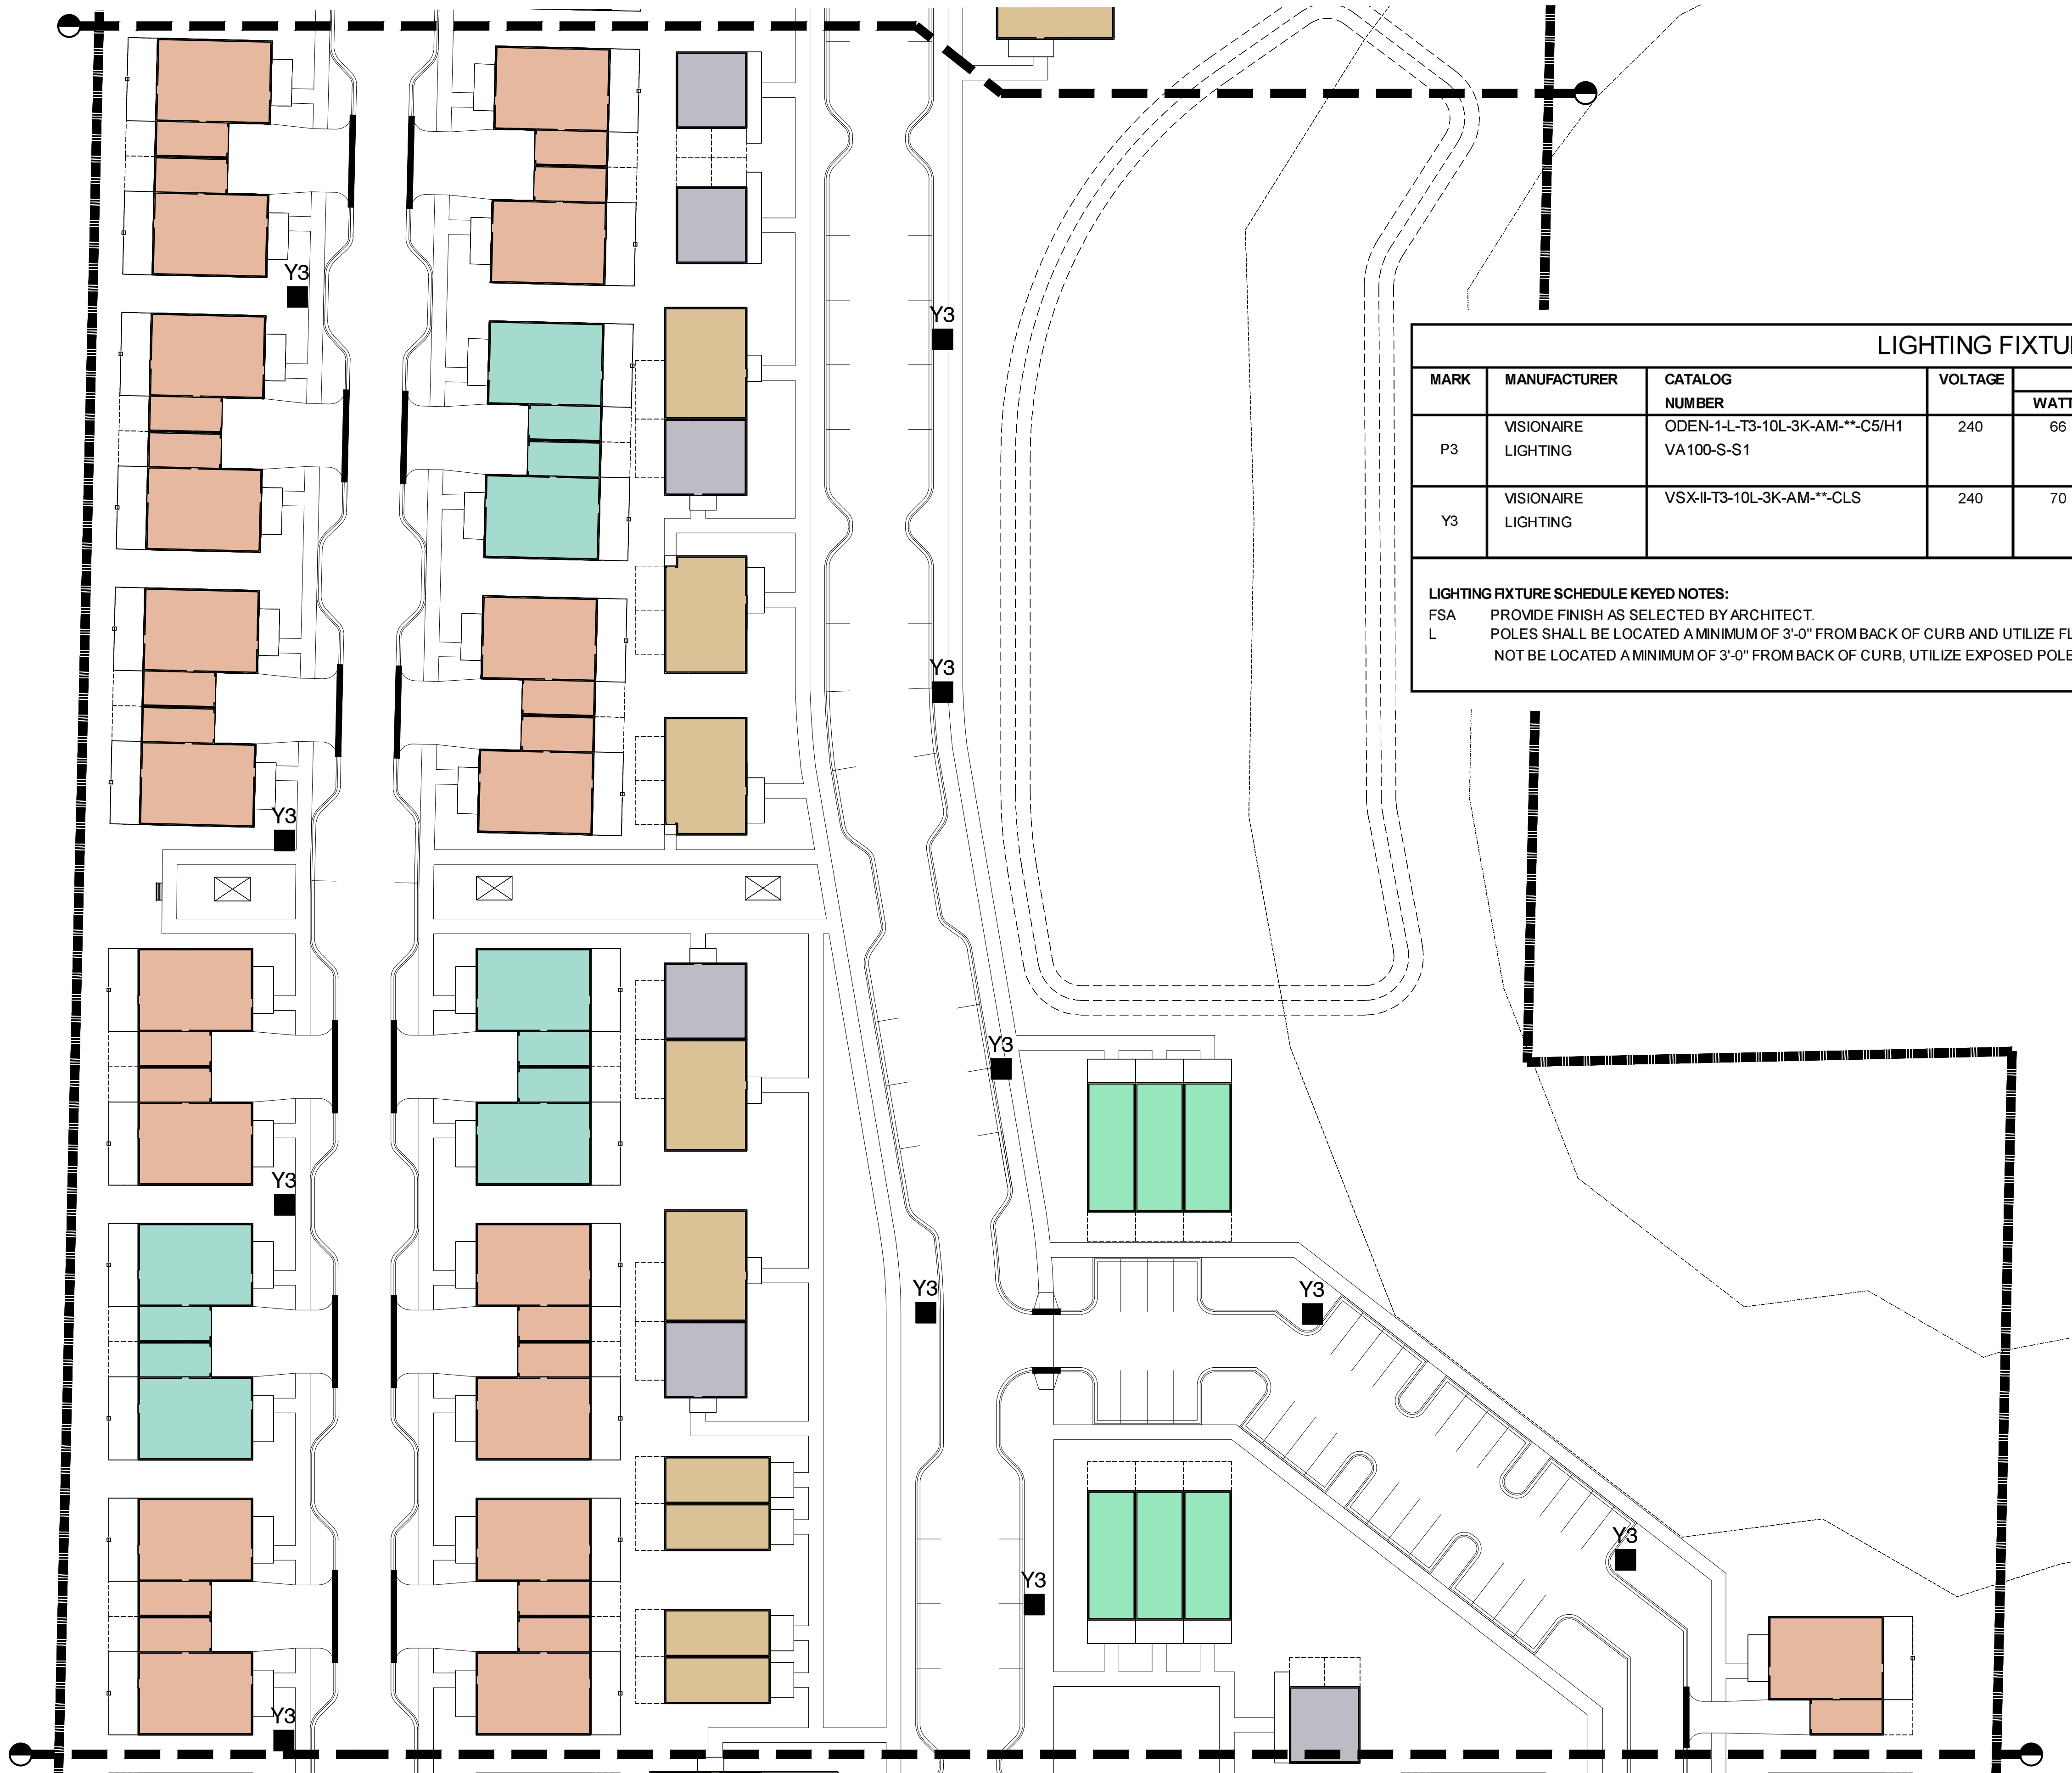 Y3
Y3
LIGHTING FIXTU
MARK MANUFACTURER CATALOG NUMBER VOLTAGE WATT
P3 VISIONAIRE LIGHTING ODEN-1-L-T3-10L-3K-AM-**-C5/H1 240 66
VA100-S-S1
Y3 VISIONAIRE LIGHTING VSX-II-T3-10L-3K-AM-**-CLS 240 70
LIGHTING FIXTURE SCHEDULE KEYED NOTES:
FSA PROVIDE FINISH AS SELECTED BY ARCHITECT.
L POLES SHALL BE LOCATED A MINIMUM OF 3'-0" FROM BACK OF CURB AND UTILIZE FL
NOT BE LOCATED A MINIMUM OF 3'-0" FROM BACK OF CURB, UTILIZE EXPOSED POLE
Y3
Y3
Y3
Y3
Y3
Y3
Y3
Y3
Y3